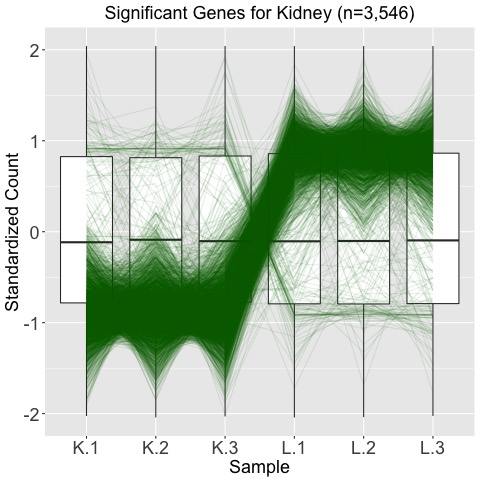 Significant Genes for Kidney (n=3,546)
Standardized Count
2
1
0
-1
-2
K.1 K.2 K.3 L.1 L.2 L.3
Sample